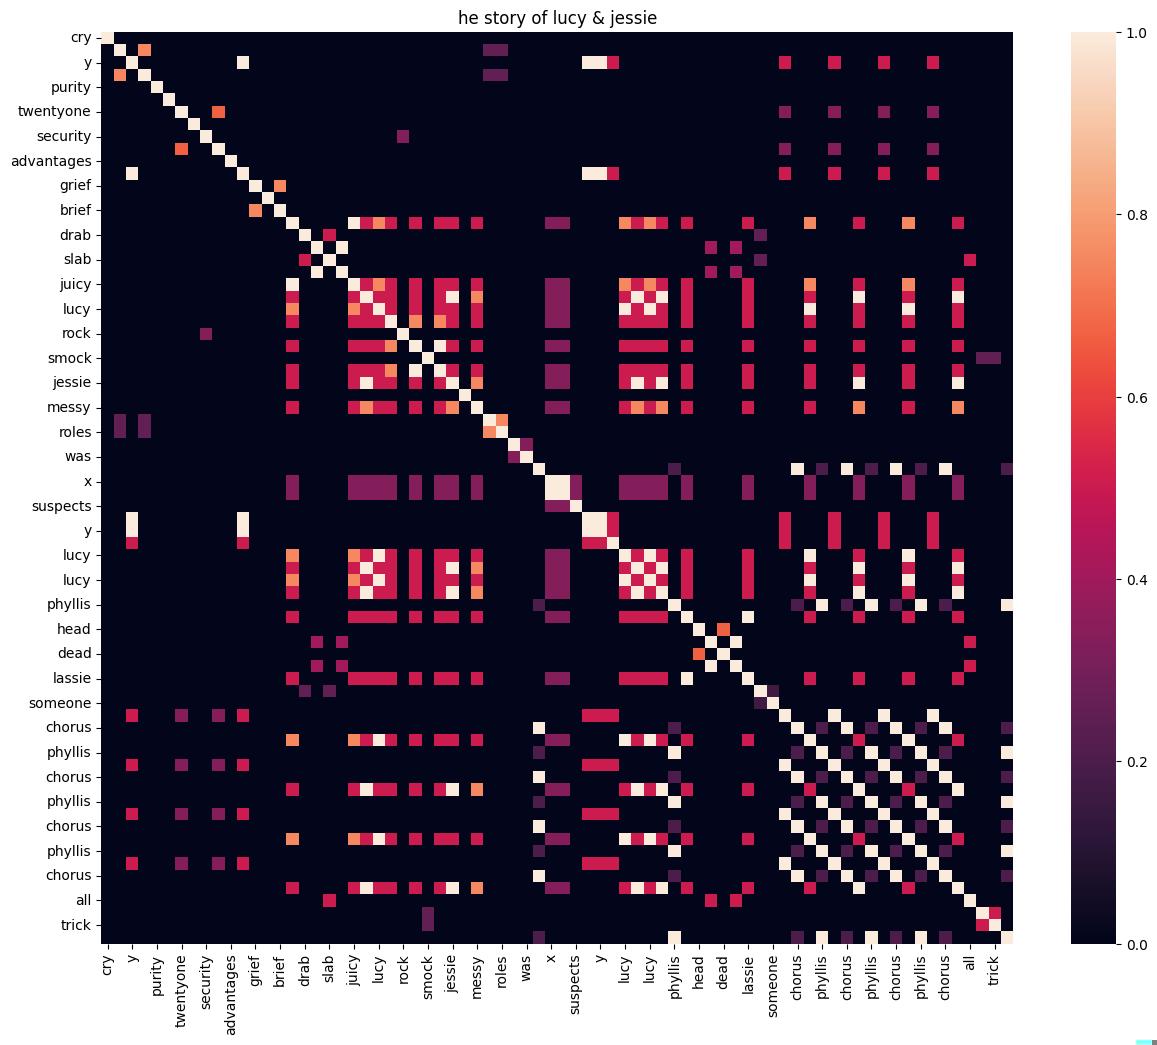 he story of lucy & jessie
cry
y
purity
twentyone
security
advantages
grief
brief
drab
slab
juicy
lucy
rock
smock
jessie
messy
roles
was
x
suspects
y
lucy
lucy
phyllis
head
dead
lassie
someone
chorus
phyllis
chorus
phyllis
chorus
phyllis
chorus
all
trick
cry
y
purity
twentyone
security
advantages
grief
brief
drab
slab
juicy
lucy
rock
smock
jessie
messy
roles
was
x
suspects
y
lucy
lucy
phyllis
head
dead
lassie
someone
chorus
phyllis
chorus
phyllis
chorus
phyllis
chorus
all
trick
1.0
0.8
0.6
0.4
0.2
0.0